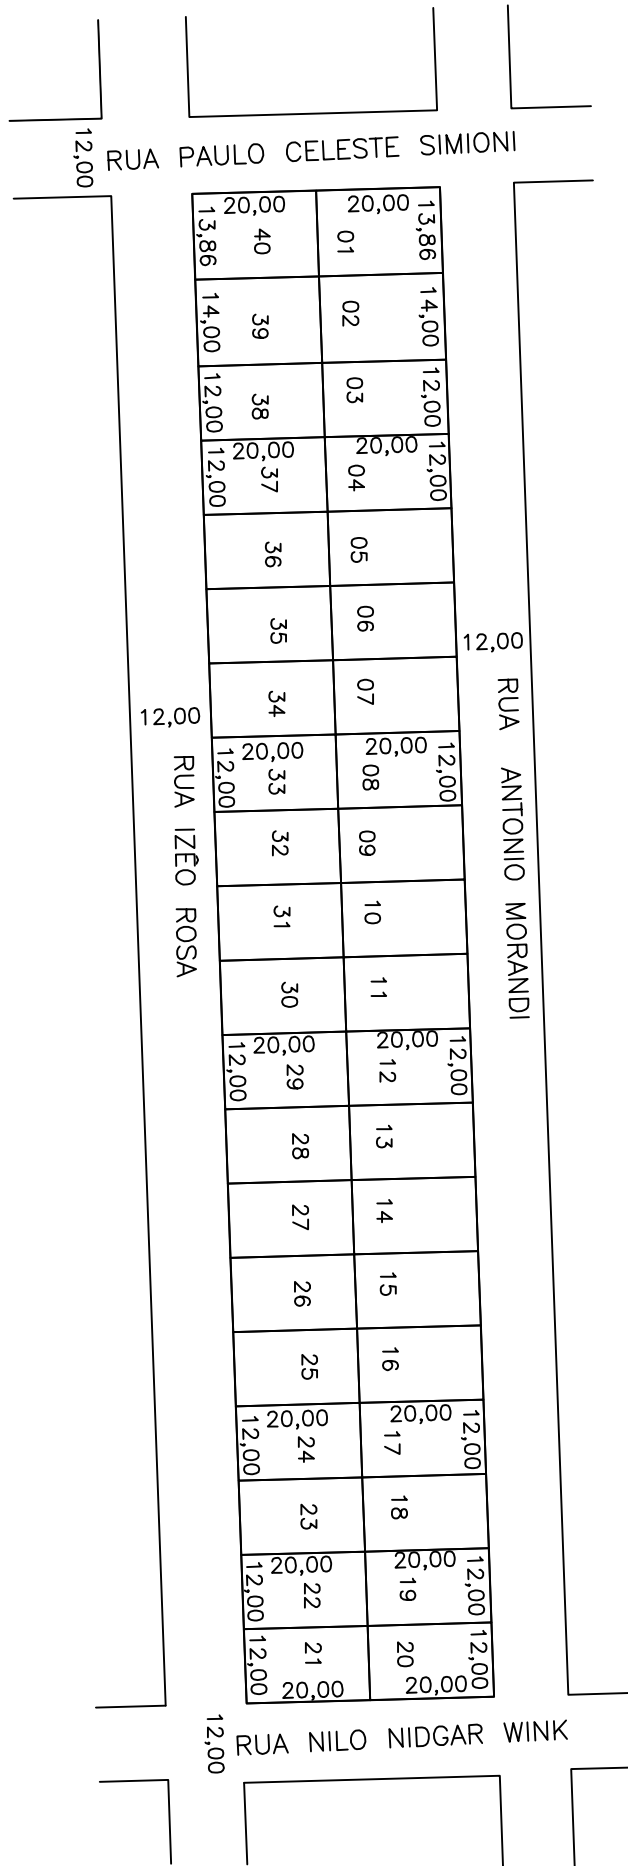 12,00
RUA PAULO CELESTE SIMIONI
20,00 20,00
13,86 40 01 13,86
14,00 39 02 14,00
12,00 38 03 12,00
20,00 20,00
12,00 37 04 12,00
36 05
35 06
12,00
34 07
12,00
RUA ANTONIO MORANDI
RUA IZÊO ROSA
20,00 20,00
12,00 33 08 12,00
32 09
31 10
30 11
20,00 20,00
12,00 29 12 12,00
28 13
27 14
26 15
25 16
20,00 20,00
12,00 24 17 12,00
23 18
20,00 20,00
12,00 22 19 12,00
12,00 21 20 12,00
20,00 20,00
12,00
RUA NILO NIDGAR WINK